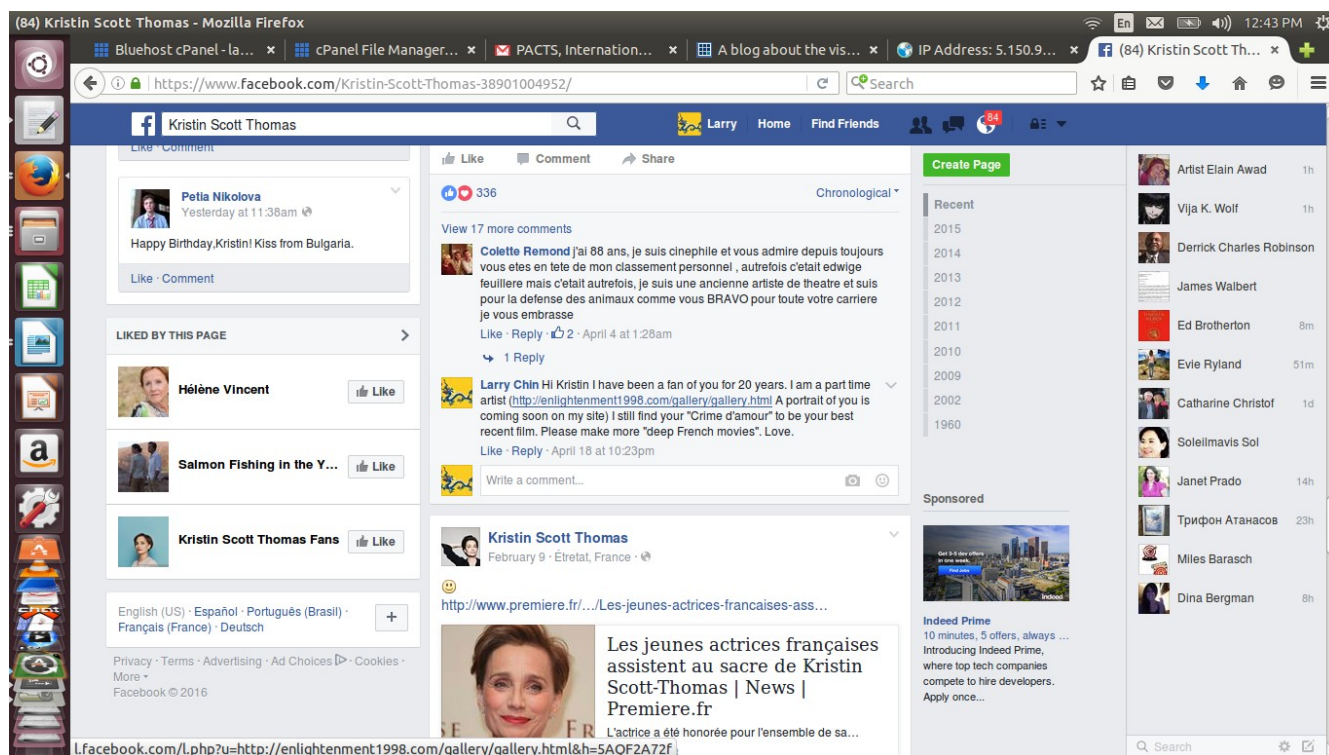 (84) Kristin Scott Thomas - Mozilla Firefox
En
12:43 PM
Bluehost cPanel - la...
cPanel File Manager...
PACTS, Internation...
A blog about the vis...
IP Address: 5.150.9...
(84) Kristin Scott Th...
https://www.facebook.com/Kristin-Scott-Thomas-38901004952/
Search
Kristin Scott Thomas
Larry
Home
Find Friends
84
Like · Comment
Petia Nikolova
Yesterday at 11:38am
Happy Birthday,Kristin! Kiss from Bulgaria.
Like · Comment
LIKED BY THIS PAGE
Hélène Vincent
Like
Salmon Fishing in the Y...
Like
Kristin Scott Thomas Fans
Like
English (US) · Español · Português (Brasil) ·
Français (France) · Deutsch
Privacy · Terms · Advertising · Ad Choices · Cookies ·
More
Facebook © 2016
Like Comment Share
336
Chronological
View 17 more comments
Colette Remond j'ai 88 ans, je suis cinephile et vous admire depuis toujours
vous etes en tete de mon classement personnel , autrefois c'etait edwige
feuillere mais c'etait autrefois, je suis une ancienne artiste de theatre et suis
pour la defense des animaux comme vous BRAVO pour toute votre carriere
je vous embrasse
Like · Reply · 2 · April 4 at 1:28am
1 Reply
Larry Chin Hi Kristin I have been a fan of you for 20 years. I am a part time
artist (http://enlightenment1998.com/gallery/gallery.html A portrait of you is
coming soon on my site) I still find your "Crime d'amour" to be your best
recent film. Please make more "deep French movies". Love.
Like · Reply · April 18 at 10:23pm
Write a comment...
Kristin Scott Thomas
February 9 · Étretat, France ·
http://www.premiere.fr/.../Les-jeunes-actrices-francaises-ass...
Les jeunes actrices françaises
assistent au sacre de Kristin
Scott-Thomas | News |
Premiere.fr
L'actrice a été honorée pour l'ensemble de sa...
Create Page
Recent
2015
2014
2013
2012
2011
2010
2009
2002
1960
Sponsored
Get 3-5 dev offers
in one week.
Find Jobs
indeed
Indeed Prime
10 minutes, 5 offers, always ...
Introducing Indeed Prime,
where top tech companies
compete to hire developers.
Apply once...
Artist Elain Awad 1h
Vija K. Wolf 1h
Derrick Charles Robinson
James Walbert
Ed Brotherton 8m
Evie Ryland 51m
Catharine Christof 1d
Soleilmavis Sol
Janet Prado 14h
Трифон Атанасов 23h
Miles Barasch
Dina Bergman 8h
Search
l.facebook.com/l.php?u=http://enlightenment1998.com/gallery/gallery.html&h=5AQF2A72f